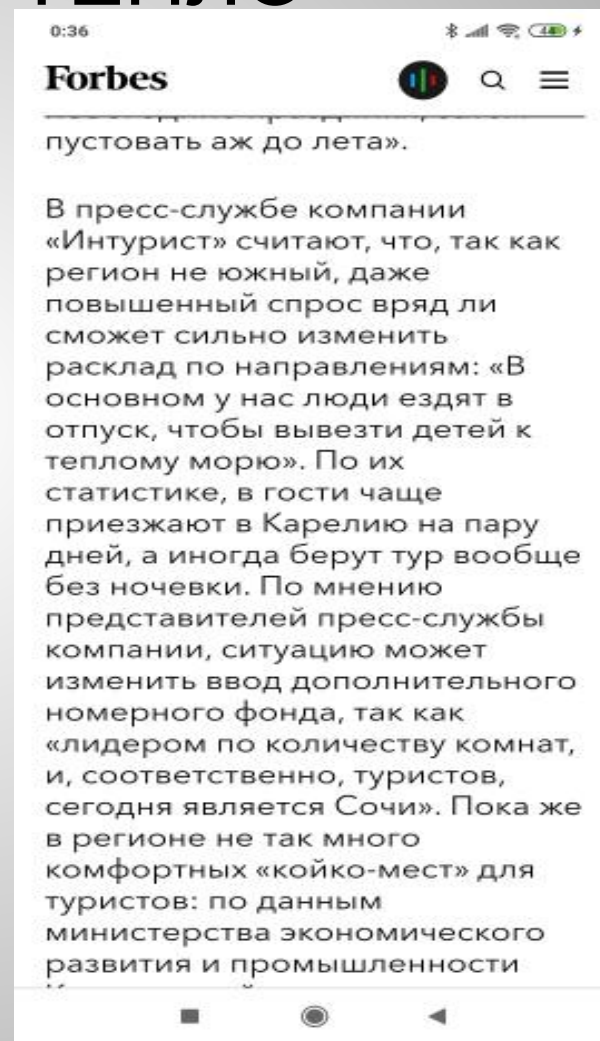 ТЕПЛО
0:36
Forbes
пустовать аж до лета».
В пресс-службе компании
«Интурист» считают, что, так как
регион не южный, даже
повышенный спрос вряд ли
сможет сильно изменить
расклад по направлениям: «В
основном у нас люди ездят в
отпуск, чтобы вывезти детей к
теплому морю». По их
статистике, в гости чаще
приезжают в Карелию на пару
дней, а иногда берут тур вообще
без ночевки. По мнению
представителей пресс-службы
компании, ситуацию может
изменить ввод дополнительного
номерного фонда, так как
«лидером по количеству комнат,
и, соответственно, туристов,
сегодня является Сочи». Пока же
в регионе не так много
комфортных «койко-мест» для
туристов: по данным
министерства экономического
развития и промышленности